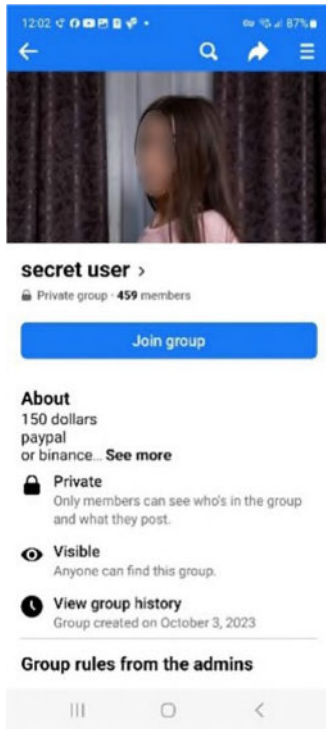 12:02
87%
secret user >
Private group · 459 members
Join group
About
150 dollars
paypal
or binance... See more
Private
Only members can see who's in the group
and what they post.
Visible
Anyone can find this group.
View group history
Group created on October 3, 2023
Group rules from the admins